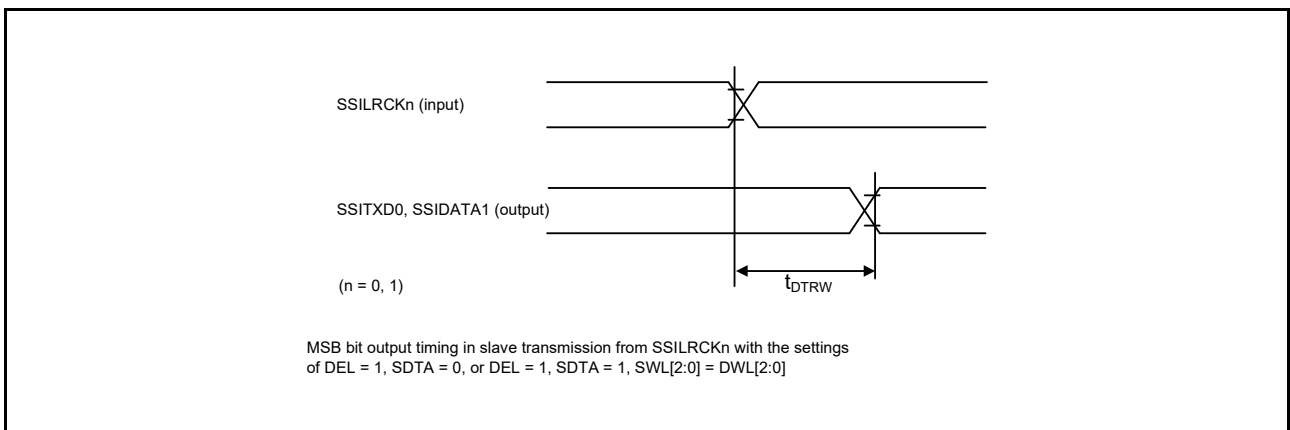 SSILRCKn (input)
SSITXD0, SSIDATA1 (output)
(n = 0, 1)
tDTRW
MSB bit output timing in slave transmission from SSILRCKn with the settings
of DEL = 1, SDTA = 0, or DEL = 1, SDTA = 1, SWL[2:0] = DWL[2:0]